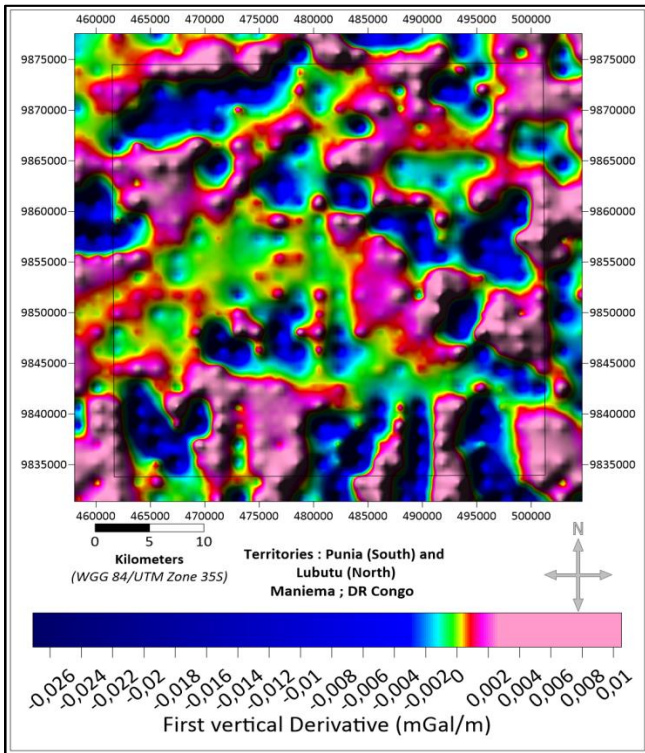 460000 465000 470000 475000 480000 485000 490000 495000 500000
9875000 9875000
9870000 9870000
9865000 9865000
9860000 9860000
9855000 9855000
9850000 9850000
9845000 9845000
9840000 9840000
9835000 9835000
460000 465000 470000 475000 480000 485000 490000 495000 500000
0 5 10
Kilometers
(WGG 84/UTM Zone 35S)
Territories : Punia (South) and
Lubutu (North)
Maniema ; DR Congo
N
-0,026 -0,024 -0,022 -0,02 -0,018 -0,016 -0,014 -0,012 -0,01 -0,008 -0,006 -0,004 -0,002 0 0,002 0,004 0,006 0,008 0,01
First vertical Derivative (mGal/m)